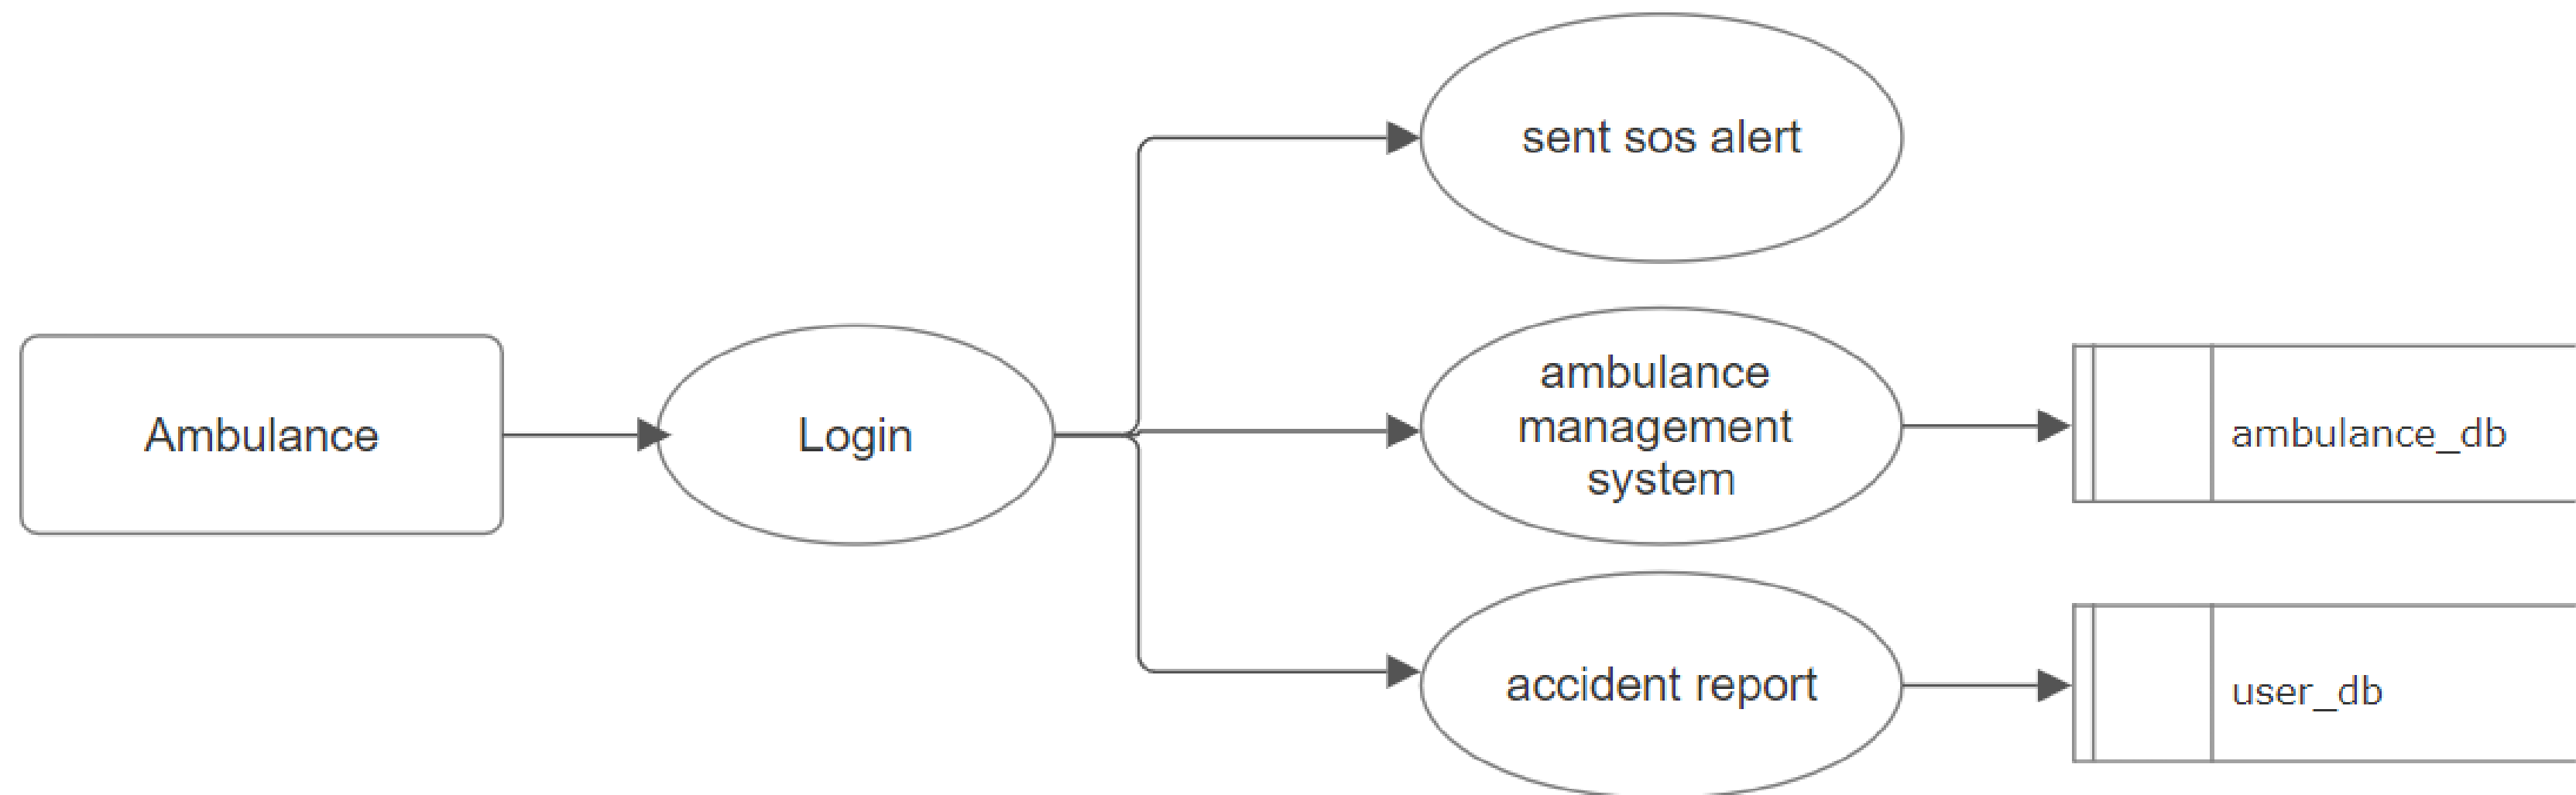 Ambulance
Login
sent sos alert
ambulance
management
system
ambulance_db
accident report
user_db